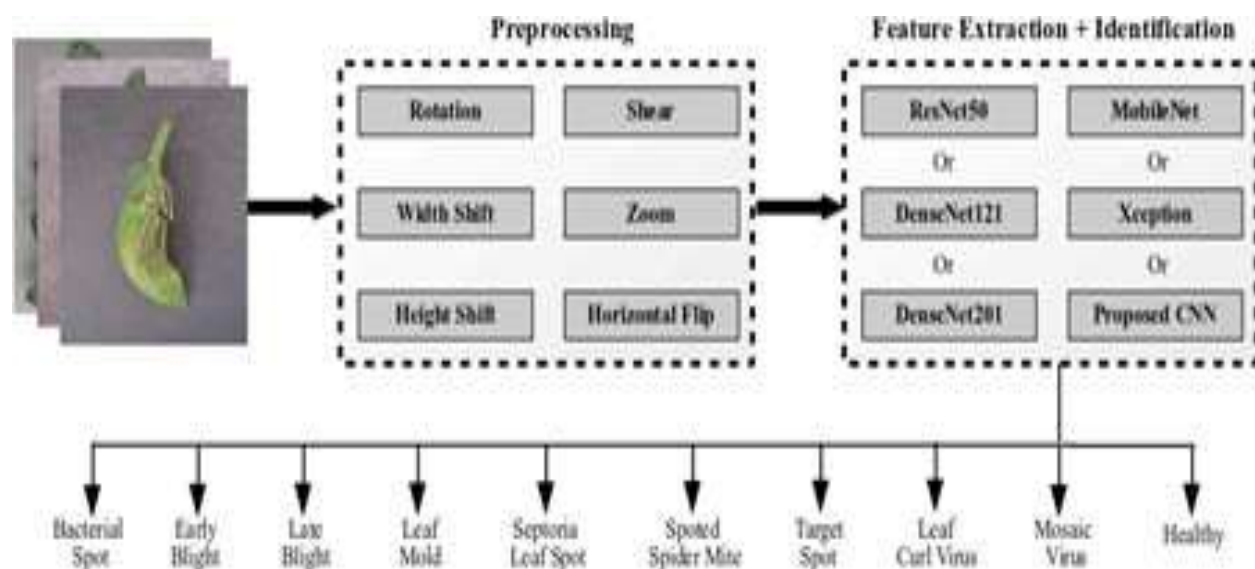 Preprocessing
Feature Extraction + Identification
Rotation
Shear
Width Shift
Zoom
Height Shift
Horizontal Flip
ResNet50
MobileNet
Or
Or
DenseNet121
Xception
Or
Or
DenseNet201
Proposed CNN
Bacterial
Spot
Early
Blight
Late
Blight
Leaf
Mold
Septoria
Leaf Spot
Spoted
Spider Mite
Target
Spot
Leaf
Curl Virus
Mosaic
Virus
Healthy